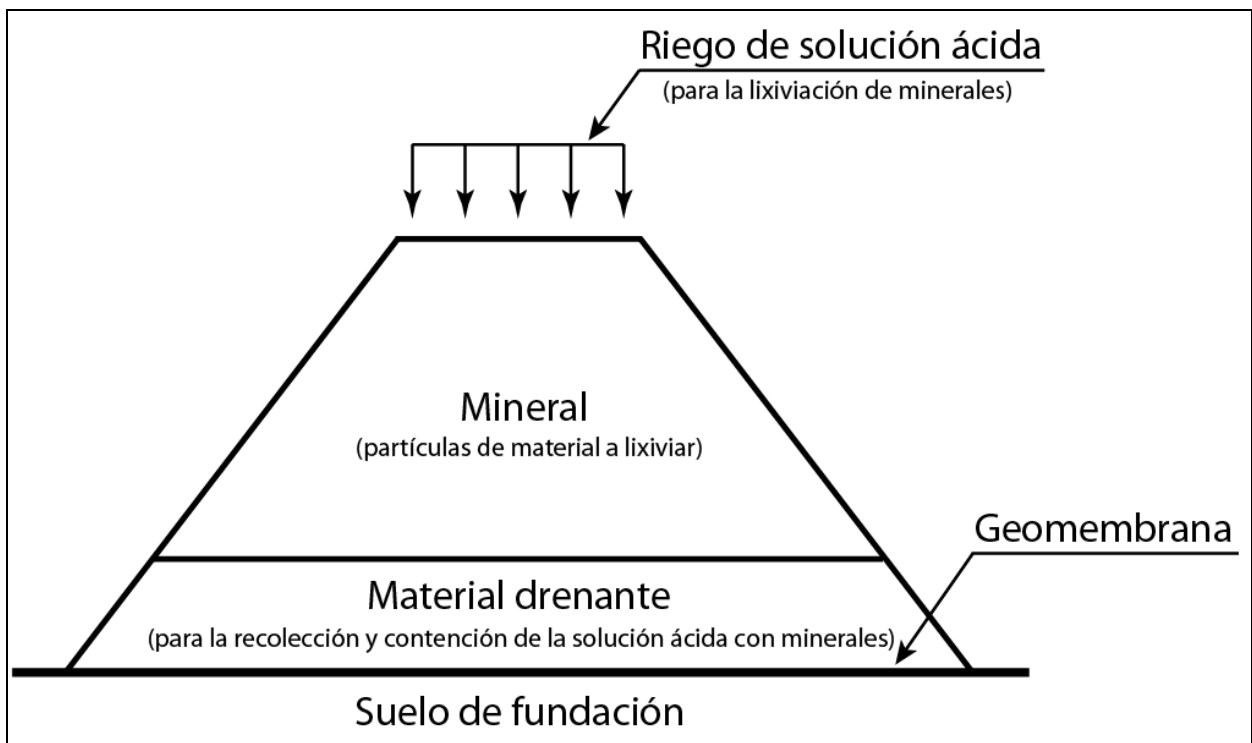 Riego de solución ácida
(para la lixiviación de minerales)
Mineral
(partículas de material a lixiviar)
Geomembrana
Material drenante
(para la recolección y contención de la solución ácida con minerales)
Suelo de fundación